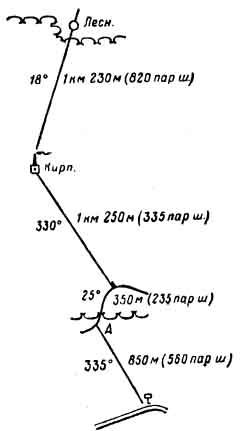 Лесн.
18° 1 км 230 м (820 пар ш.)
Кирп.
330° 1 км 250 м (335 пар ш.)
25° 350 м (235 пар ш.)
А
335° 850 м (560 пар ш.)